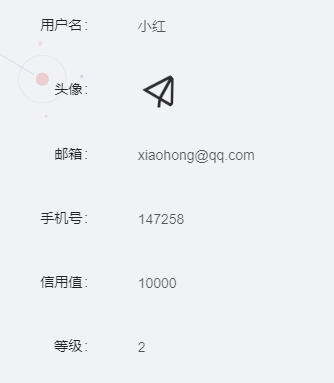 用户名: 小红
头像:
邮箱: xiaohong@qq.com
手机号: 147258
信用值: 10000
等级: 2